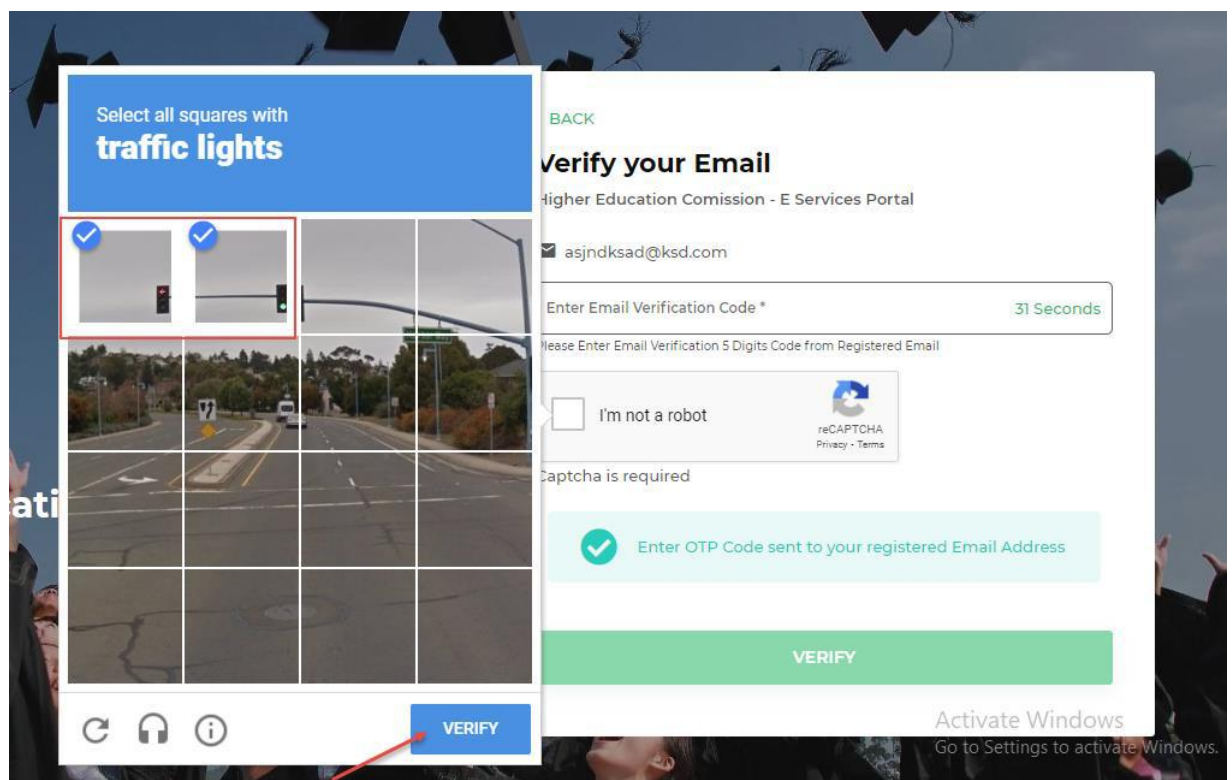 Select all squares with
traffic lights
BACK
Verify your Email
Higher Education Comission - E Services Portal
asjndksad@ksd.com
Enter Email Verification Code *
31 Seconds
Please Enter Email Verification 5 Digits Code from Registered Email
I'm not a robot
reCAPTCHA
Privacy - Terms
Captcha is required
cati
Enter OTP Code sent to your registered Email Address
VERIFY
VERIFY
Activate Windows
Go to Settings to activate Windows.